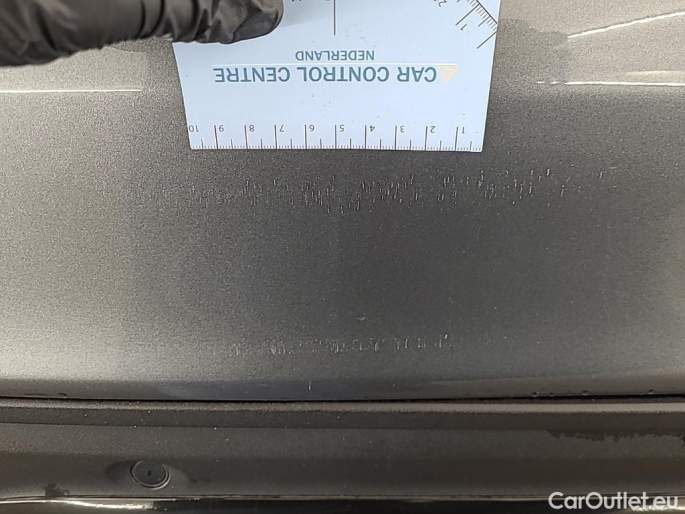 CAR CONTROL CENTRE
NEDERLAND
1 2 3 4 5 6 7 8 9 10
CarOutlet.eu